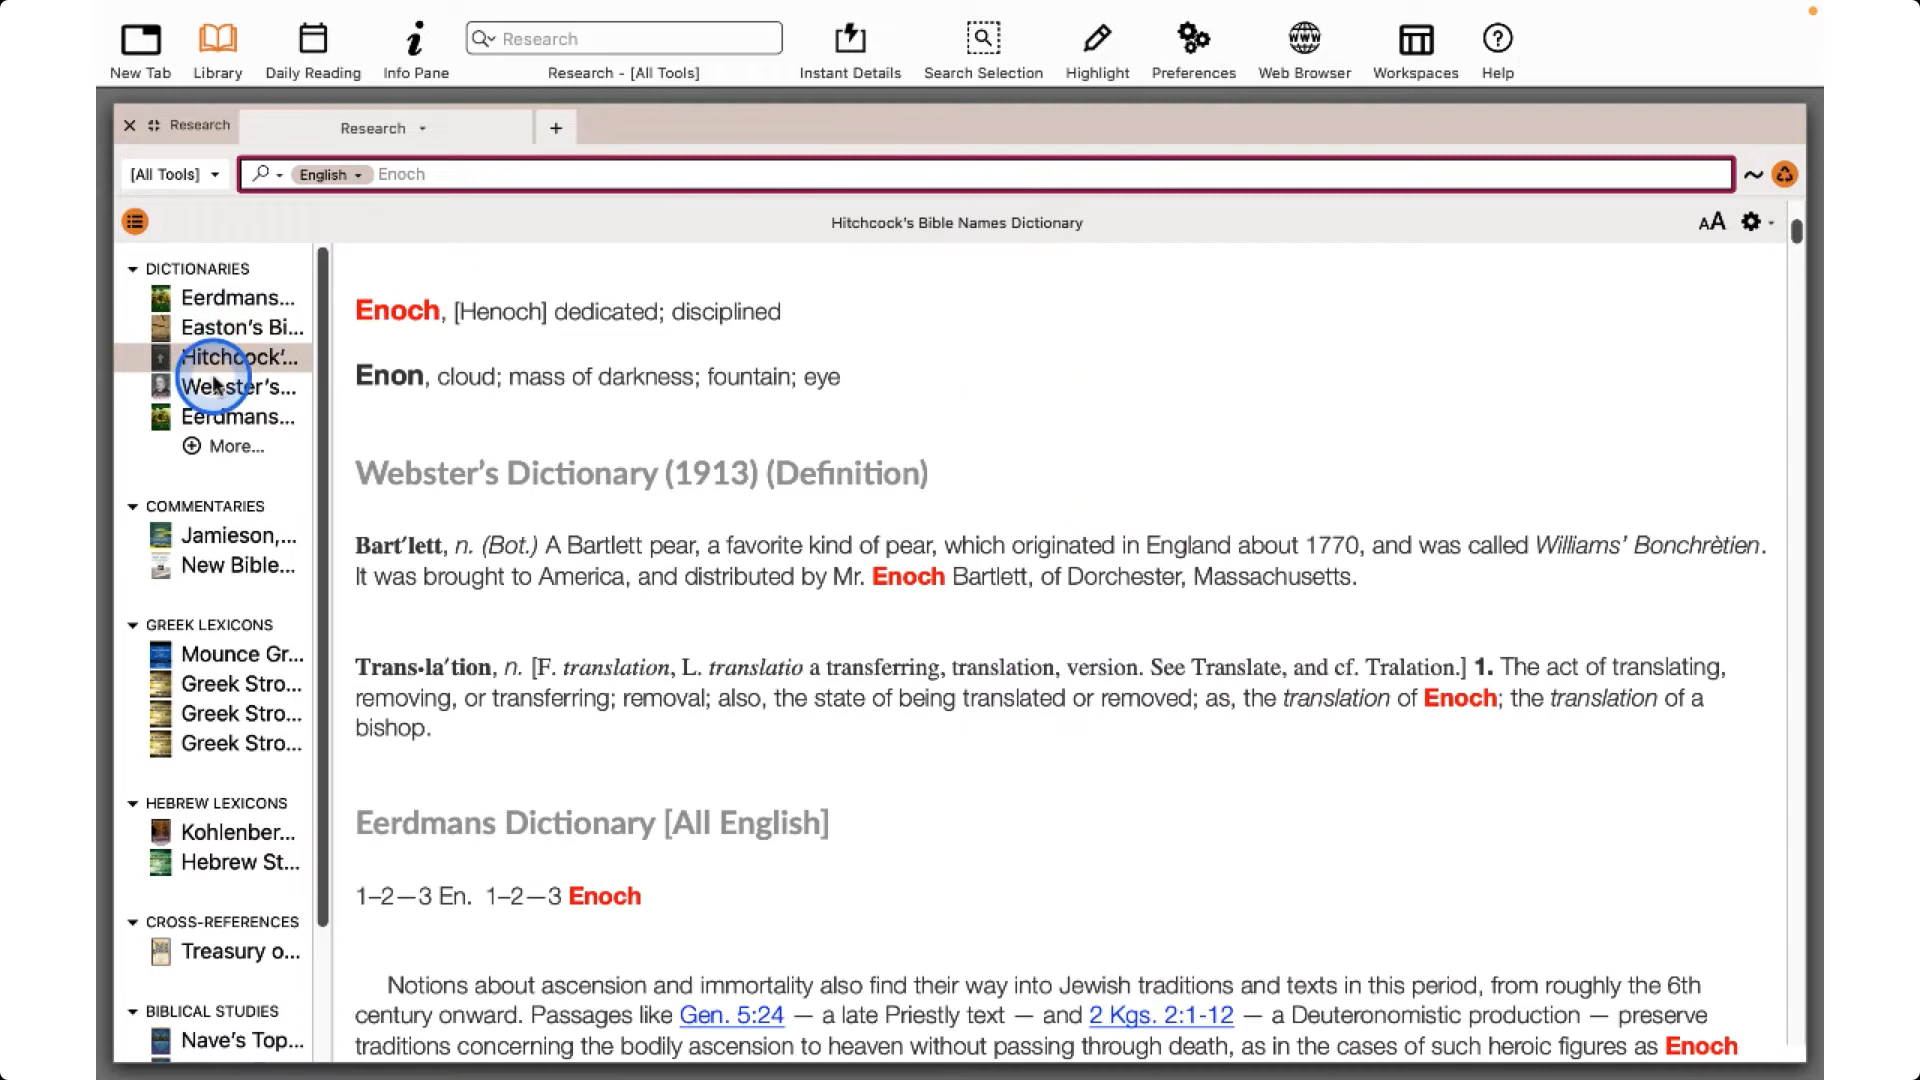 New Tab Library Daily Reading Info Pane Research Instant Details Search Selection Highlight Preferences Web Browser Workspaces Help
Research - [All Tools]
Research Research +
[All Tools] English Enoch
Hitchcock's Bible Names Dictionary AA
DICTIONARIES
Eerdmans...
Easton's Bi...
Hitchcock'...
Webster's...
Eerdmans...
More...
COMMENTARIES
Jamieson,...
New Bible...
GREEK LEXICONS
Mounce Gr...
Greek Stro...
Greek Stro...
Greek Stro...
HEBREW LEXICONS
Kohlenber...
Hebrew St...
CROSS-REFERENCES
Treasury o...
BIBLICAL STUDIES
Nave's Top...
Enoch, [Henoch] dedicated; disciplined
Enon, cloud; mass of darkness; fountain; eye
Webster's Dictionary (1913) (Definition)
Bart′lett, n. (Bot.) A Bartlett pear, a favorite kind of pear, which originated in England about 1770, and was called Williams' Bonchrètien.
It was brought to America, and distributed by Mr. Enoch Bartlett, of Dorchester, Massachusetts.
Trans•la′tion, n. [F. translation, L. translatio a transferring, translation, version. See Translate, and cf. Tralation.] 1. The act of translating,
removing, or transferring; removal; also, the state of being translated or removed; as, the translation of Enoch; the translation of a
bishop.
Eerdmans Dictionary [All English]
1–2—3 En. 1–2—3 Enoch
Notions about ascension and immortality also find their way into Jewish traditions and texts in this period, from roughly the 6th
century onward. Passages like Gen. 5:24 — a late Priestly text — and 2 Kgs. 2:1-12 — a Deuteronomistic production — preserve
traditions concerning the bodily ascension to heaven without passing through death, as in the cases of such heroic figures as Enoch